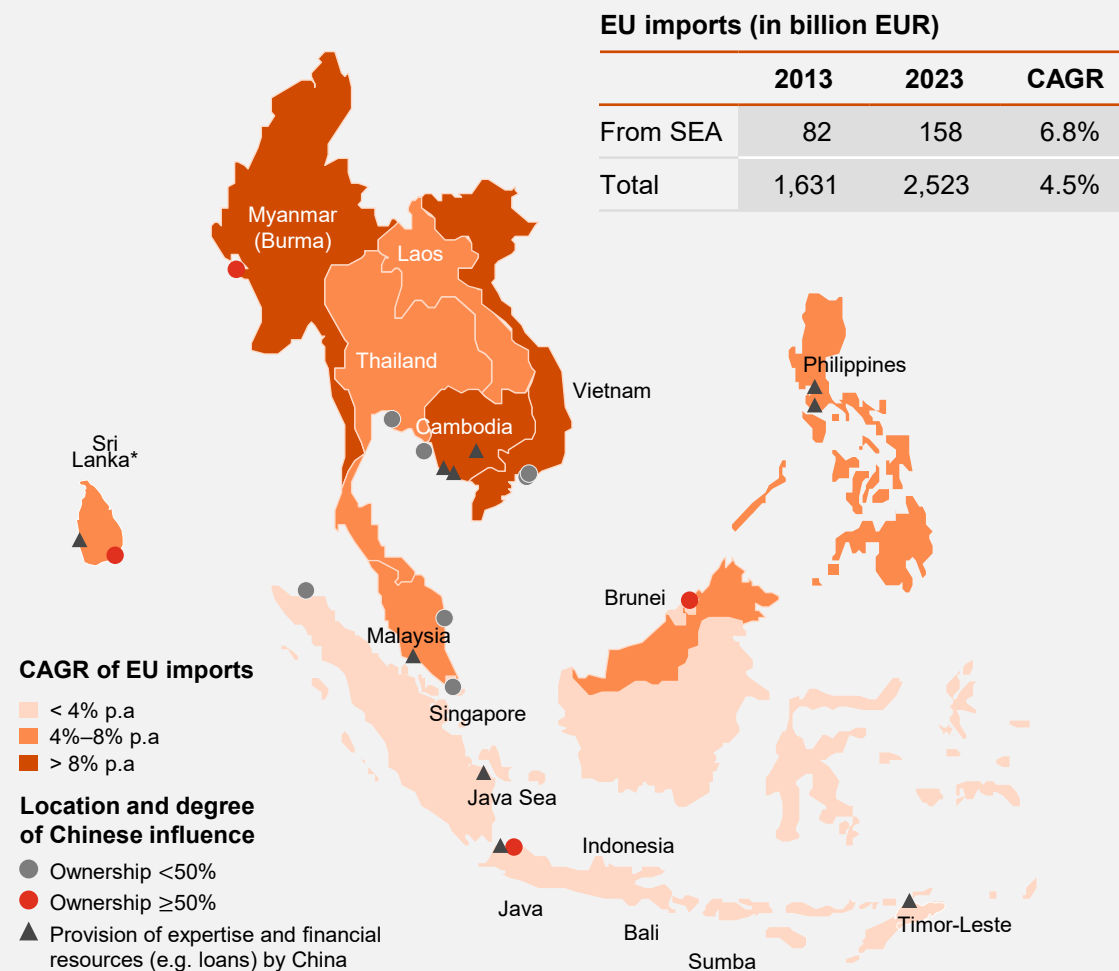 EU imports (in billion EUR)
2013 2023 CAGR
From SEA 82 158 6.8%
Total 1,631 2,523 4.5%
Myanmar
(Burma)
Laos
Thailand
Vietnam
Cambodia
Philippines
Sri
Lanka*
Brunei
Malaysia
Singapore
Java Sea
Indonesia
Java
Bali
Timor-Leste
Sumba
CAGR of EU imports
< 4% p.a
4%–8% p.a
> 8% p.a
Location and degree
of Chinese influence
Ownership <50%
Ownership ≥50%
Provision of expertise and financial
resources (e.g. loans) by China